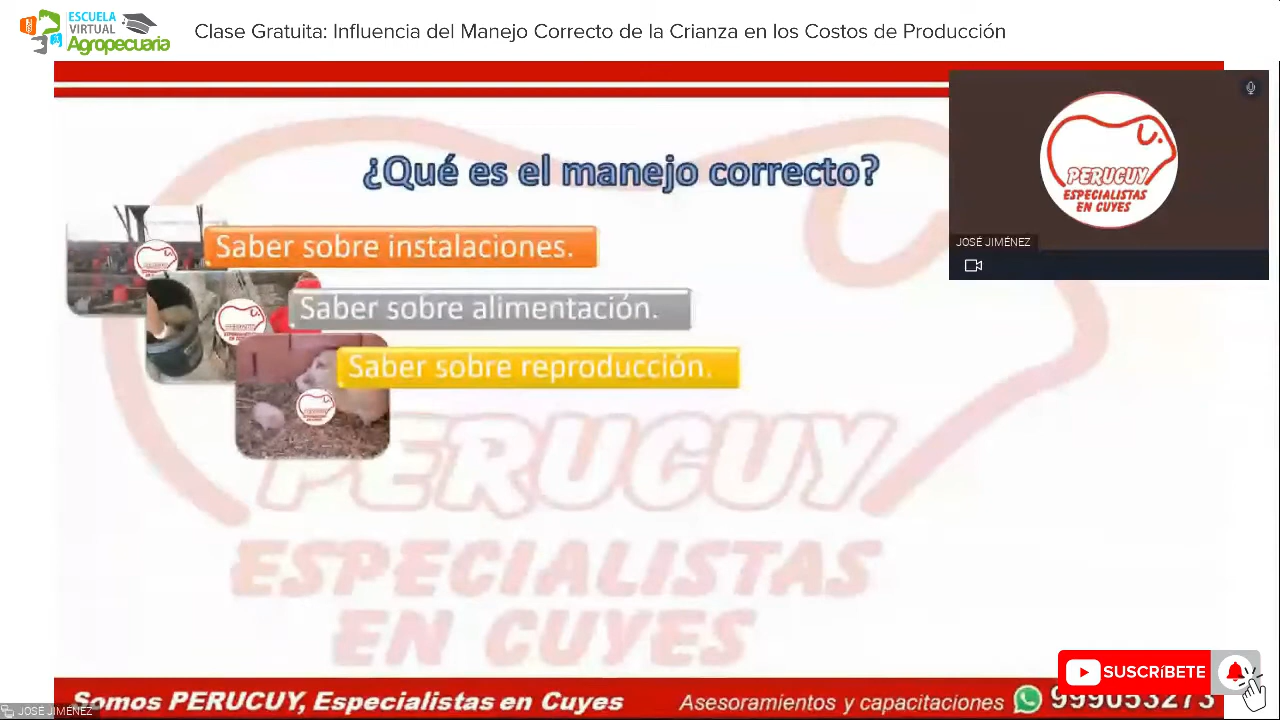 ESCUELA
VIRTUAL
Agropecuaria
Clase Gratuita: Influencia del Manejo Correcto de la Crianza en los Costos de Producción
¿Qué es el manejo correcto?
PERUCUY
ESPECIALISTAS
EN CUYES
JOSÉ JIMÉNEZ
Saber sobre instalaciones.
Saber sobre alimentación.
Saber sobre reproducción.
PERUCUY
ESPECIALISTAS
EN CUYES
SUSCRíBETE
Somos PERUCUY, Especialistas en Cuyes
Asesoramientos y capacitaciones 999053273
JOSÉ JIMÉNEZ